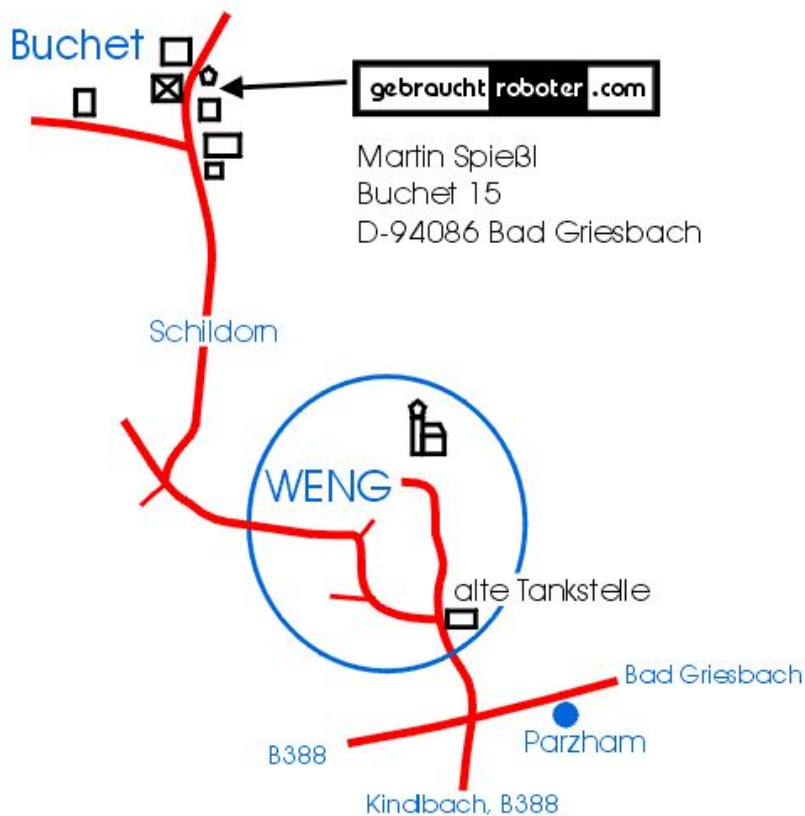 Buchet
gebraucht roboter .com
Martin Spießl
Buchet 15
D-94086 Bad Griesbach
Schildorn
WENG
alte Tankstelle
Bad Griesbach
Parzham
B388
Kindlbach, B388